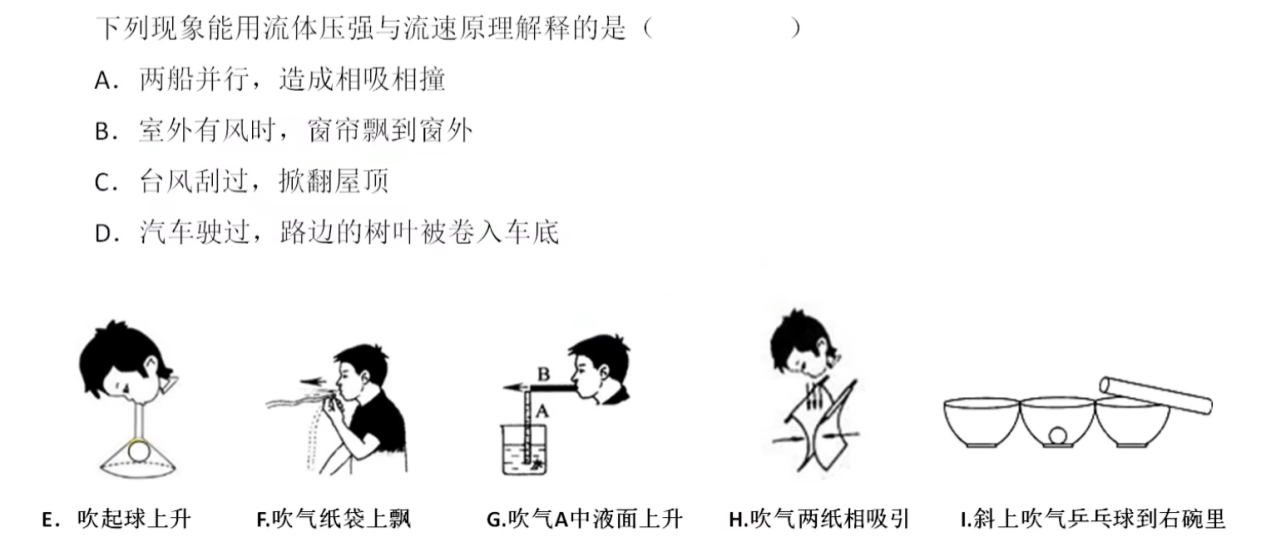 下列现象能用流体压强与流速原理解释的是（　　　　）
A．两船并行，造成相吸相撞
B．室外有风时，窗帘飘到窗外
C．台风刮过，掀翻屋顶
D．汽车驶过，路边的树叶被卷入车底
B
A
E．吹起球上升
F.吹气纸袋上飘
G.吹气A中液面上升
H.吹气两纸相吸引
I.斜上吹气乒乓球到右碗里